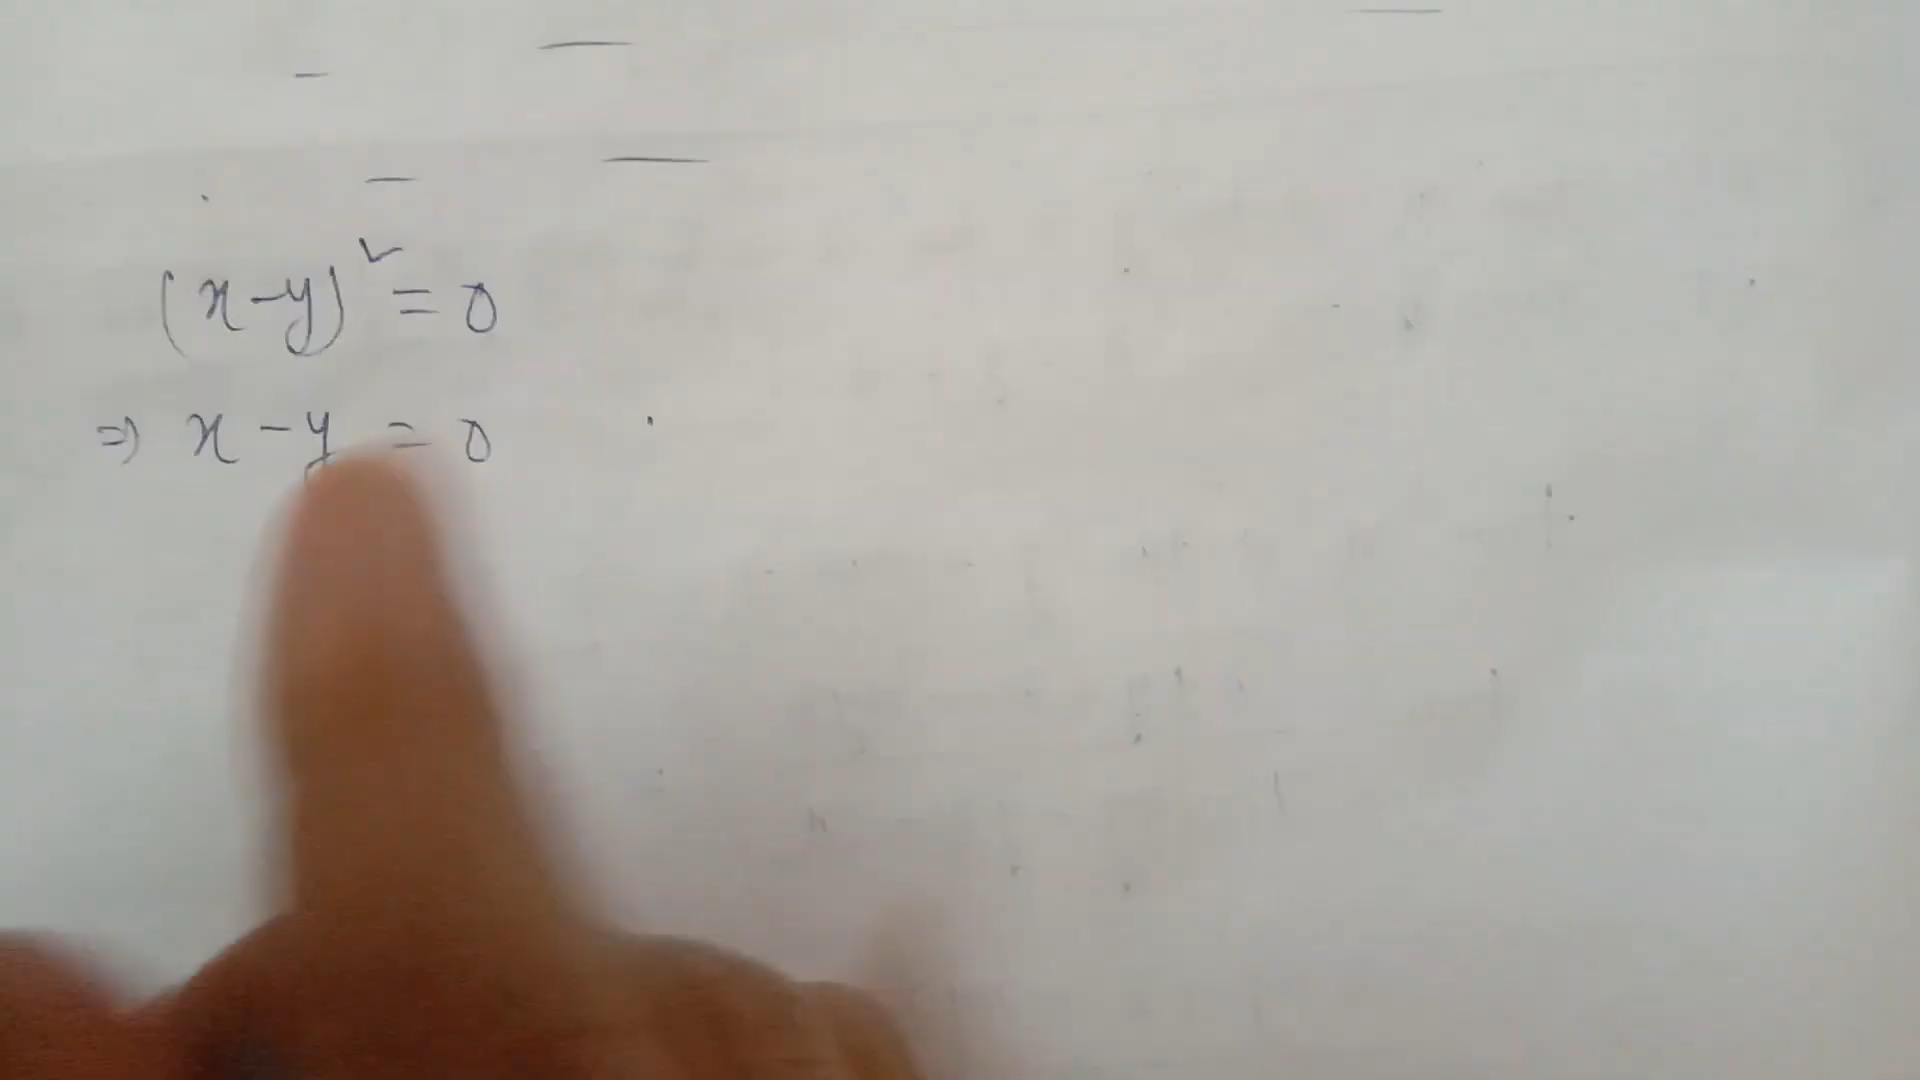 (x-y)² = 0
⇒ x - y = 0